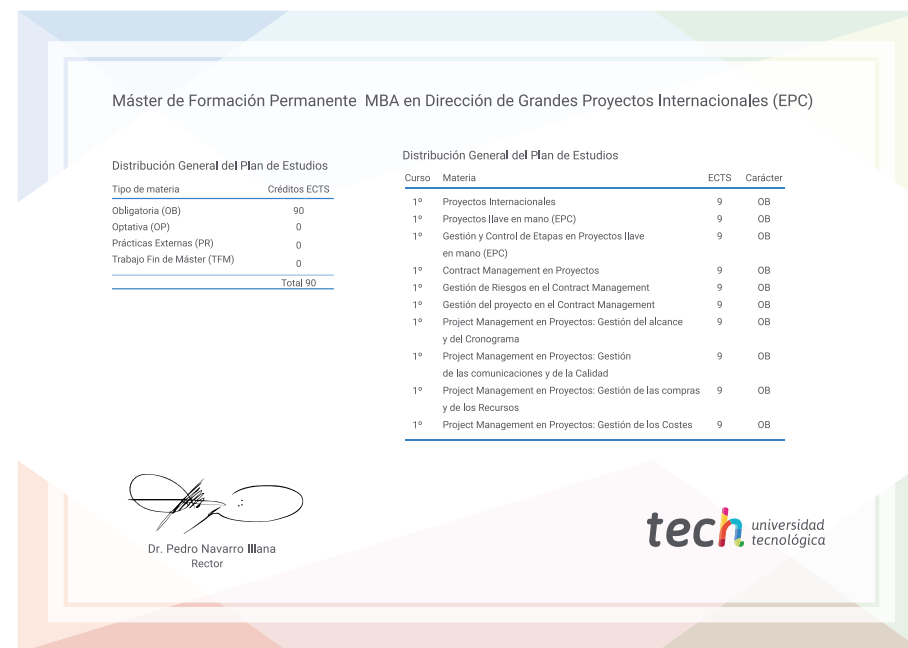 Máster de Formación Permanente MBA en Dirección de Grandes Proyectos Internacionales (EPC)
Distribución General del Plan de Estudios
Tipo de materia Créditos ECTS
Obligatoria (OB) 90
Optativa (OP) 0
Prácticas Externas (PR) 0
Trabajo Fin de Máster (TFM) 0
Total 90
Distribución General del Plan de Estudios
Curso Materia ECTS Carácter
1º Proyectos Internacionales 9 OB
1º Proyectos llave en mano (EPC) 9 OB
1º Gestión y Control de Etapas en Proyectos llave 9 OB
en mano (EPC)
1º Contract Management en Proyectos 9 OB
1º Gestión de Riesgos en el Contract Management 9 OB
1º Gestión del proyecto en el Contract Management 9 OB
1º Project Management en Proyectos: Gestión del alcance 9 OB
y del Cronograma
1º Project Management en Proyectos: Gestión 9 OB
de las comunicaciones y de la Calidad
1º Project Management en Proyectos: Gestión de las compras 9 OB
y de los Recursos
1º Project Management en Proyectos: Gestión de los Costes 9 OB
Dr. Pedro Navarro Illana
Rector
tech universidad
tecnológica